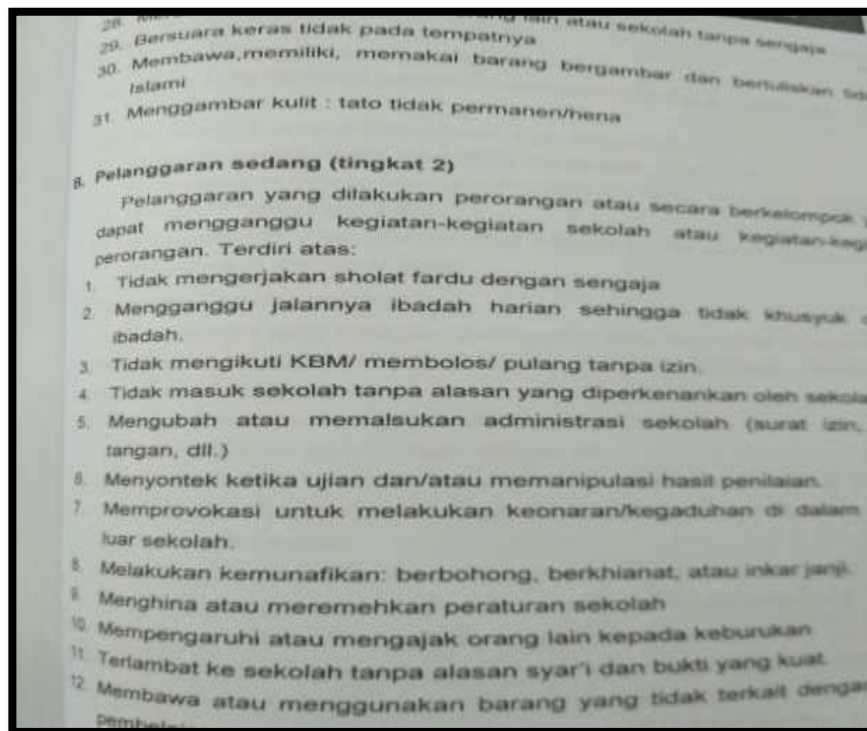 28. lain atau sekolah tanpa sengaja
29. Bersuara keras tidak pada tempatnya
30. Membawa,memiliki, memakai barang bergambar dan bertuliskan
Islami
31. Menggambar kulit : tato tidak permanen/hena
B. Pelanggaran sedang (tingkat 2)
Pelanggaran yang dilakukan perorangan atau secara berkelompok
dapat mengganggu kegiatan-kegiatan sekolah atau
perorangan. Terdiri atas:
1. Tidak mengerjakan sholat fardu dengan sengaja
2. Mengganggu jalannya ibadah harian sehingga tidak khusyuk
ibadah.
3. Tidak mengikuti KBM/ membolos/ pulang tanpa izin.
4. Tidak masuk sekolah tanpa alasan yang diperkenankan oleh
5. Mengubah atau memalsukan administrasi sekolah (surat izin,
tangan, dll.)
6. Menyontek ketika ujian dan/atau memanipulasi hasil penilaian.
7. Memprovokasi untuk melakukan keonaran/kegaduhan di dalam
luar sekolah.
8. Melakukan kemunafikan: berbohong, berkhianat, atau inkar janji.
9. Menghina atau meremehkan peraturan sekolah
10. Mempengaruhi atau mengajak orang lain kepada keburukan
11. Terlambat ke sekolah tanpa alasan syar'i dan bukti yang kuat.
12. Membawa atau menggunakan barang yang tidak terkait dengan